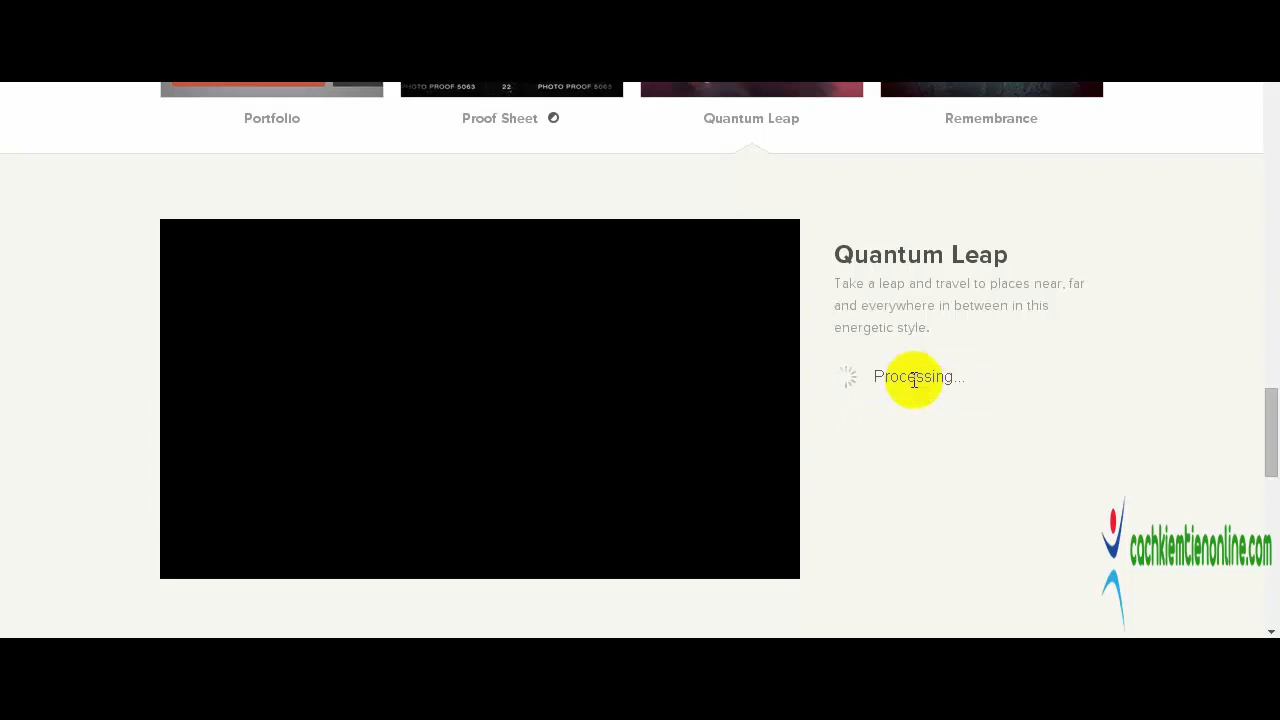 PHOTO PROOF 5063 22 PHOTO PROOF 5063
Portfolio Proof Sheet Quantum Leap Remembrance
Quantum Leap
Take a leap and travel to places near, far
and everywhere in between in this
energetic style.
Processing...
cachkiemtienonline.com